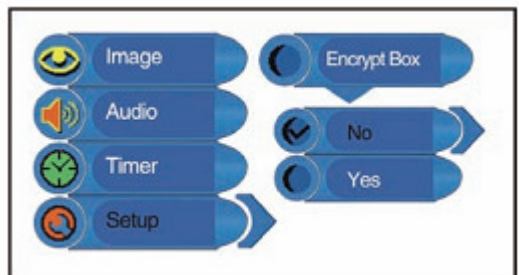 Image
Audio
Timer
Setup
Encrypt Box
No
Yes